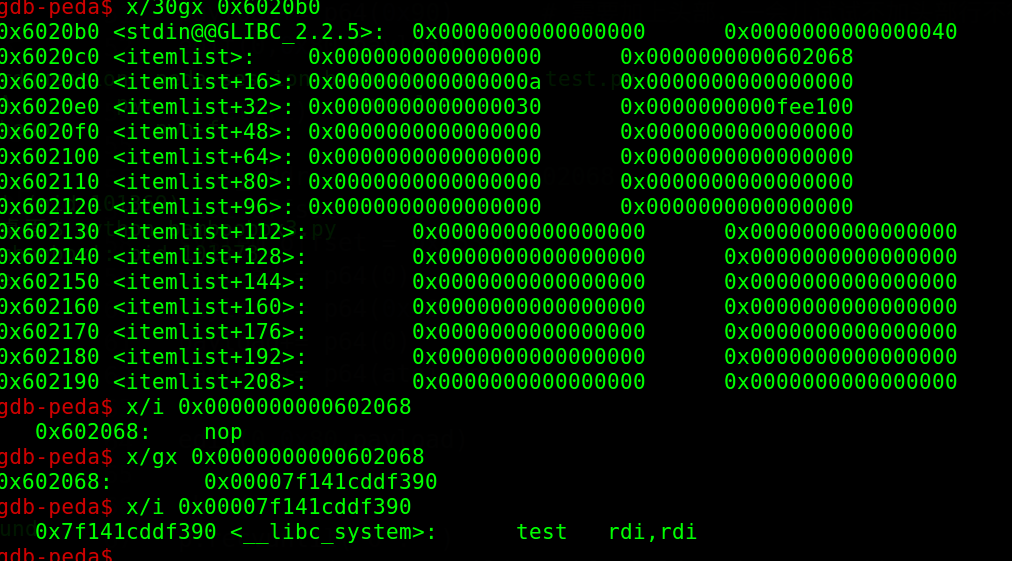 gdb-peda$ x/30gx 0x6020b0
0x6020b0 <stdin@@GLIBC_2.2.5>: 0x0000000000000000 0x0000000000000040
0x6020c0 <itemlist>: 0x0000000000000000 0x0000000000602068
0x6020d0 <itemlist+16>: 0x000000000000000a 0x0000000000000000
0x6020e0 <itemlist+32>: 0x0000000000000030 0x0000000000fee100
0x6020f0 <itemlist+48>: 0x0000000000000000 0x0000000000000000
0x602100 <itemlist+64>: 0x0000000000000000 0x0000000000000000
0x602110 <itemlist+80>: 0x0000000000000000 0x0000000000000000
0x602120 <itemlist+96>: 0x0000000000000000 0x0000000000000000
0x602130 <itemlist+112>: 0x0000000000000000 0x0000000000000000
0x602140 <itemlist+128>: 0x0000000000000000 0x0000000000000000
0x602150 <itemlist+144>: 0x0000000000000000 0x0000000000000000
0x602160 <itemlist+160>: 0x0000000000000000 0x0000000000000000
0x602170 <itemlist+176>: 0x0000000000000000 0x0000000000000000
0x602180 <itemlist+192>: 0x0000000000000000 0x0000000000000000
0x602190 <itemlist+208>: 0x0000000000000000 0x0000000000000000
gdb-peda$ x/i 0x0000000000602068
0x602068: nop
gdb-peda$ x/gx 0x0000000000602068
0x602068: 0x00007f141cddf390
gdb-peda$ x/i 0x00007f141cddf390
0x7f141cddf390 <__libc_system>: test rdi,rdi
gdb-peda$